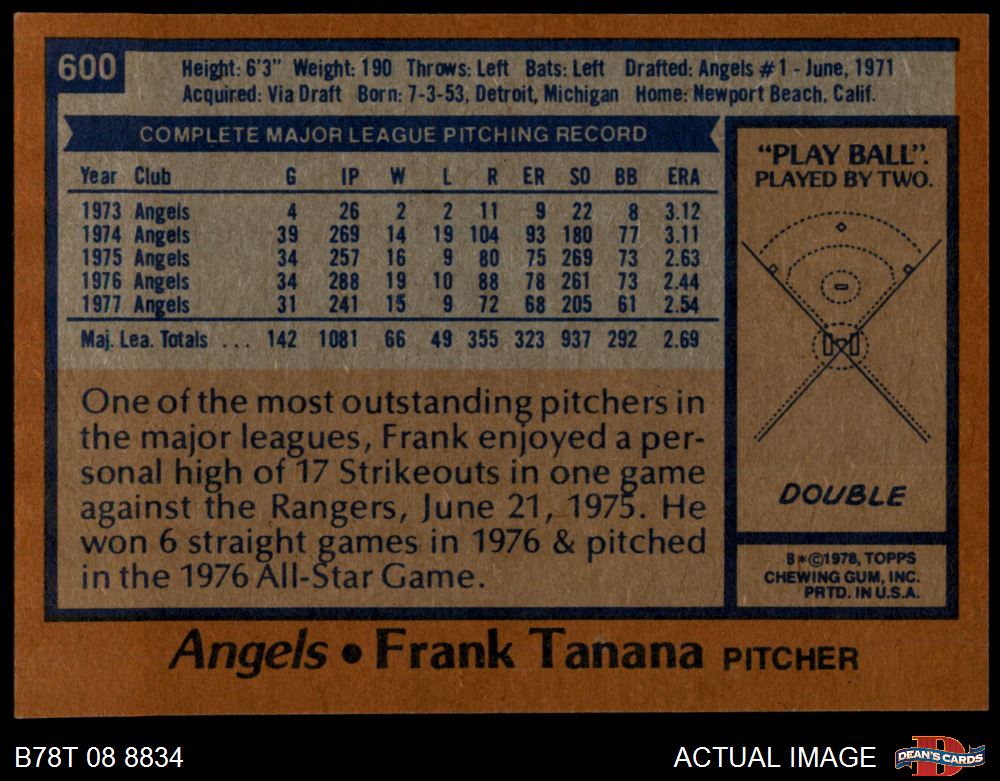 600
Height: 6'3" Weight: 190 Throws: Left Bats: Left Drafted: Angels #1 - June, 1971
Acquired: Via Draft Born: 7-3-53, Detroit, Michigan Home: Newport Beach, Calif.
COMPLETE MAJOR LEAGUE PITCHING RECORD
Year Club G IP W L R ER SO BB ERA
1973 Angels 4 26 2 2 11 9 22 8 3.12
1974 Angels 39 269 14 19 104 93 180 77 3.11
1975 Angels 34 257 16 9 80 75 269 73 2.63
1976 Angels 34 288 19 10 88 78 261 73 2.44
1977 Angels 31 241 15 9 72 68 205 61 2.54
Maj. Lea. Totals ... 142 1081 66 49 355 323 937 292 2.69
One of the most outstanding pitchers in
the major leagues, Frank enjoyed a per-
sonal high of 17 Strikeouts in one game
against the Rangers, June 21, 1975. He
won 6 straight games in 1976 & pitched
in the 1976 All-Star Game.
"PLAY BALL".
PLAYED BY TWO.
DOUBLE
B*©1978, TOPPS
CHEWING GUM, INC.
PRTD. IN U.S.A.
Angels • Frank Tanana PITCHER
B78T 08 8834
ACTUAL IMAGE
D
DEAN'S CARDS